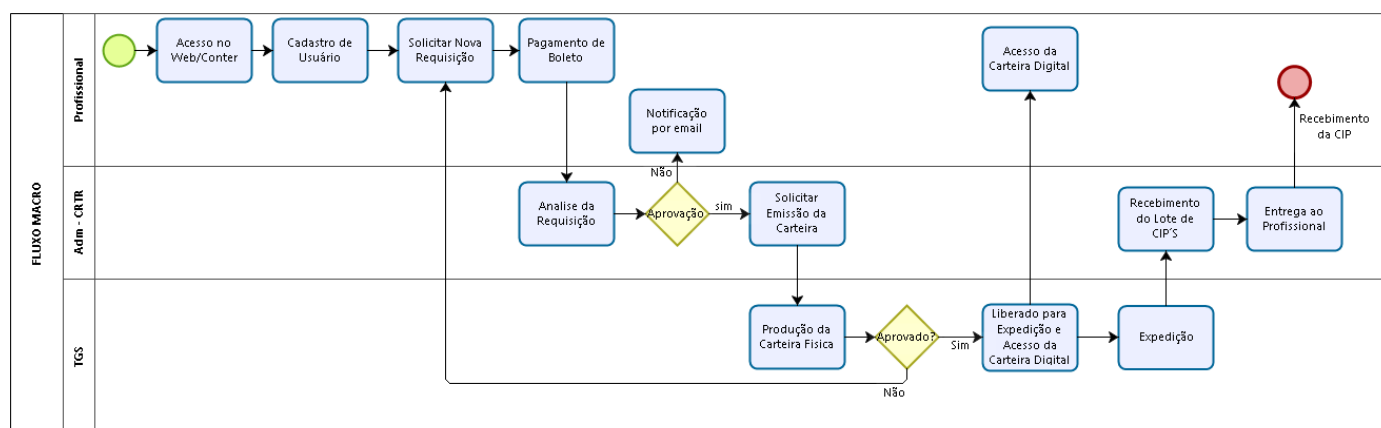 FLUXO MACRO
Profissional
Acesso no
Web/Conter
Cadastro de
Usuário
Solicitar Nova
Requisição
Pagamento de
Boleto
Notificação
por email
Acesso da
Carteira Digital
Recebimento
da CIP
Adm - CRTR
Analise da
Requisição
Aprovação
Não
sim
Solicitar
Emissão da
Carteira
Recebimento
do Lote de
CIP´S
Entrega ao
Profissional
TGS
Produção da
Carteira Fisica
Aprovado?
Sim
Não
Liberado para
Expedição e
Acesso da
Carteira Digital
Expedição